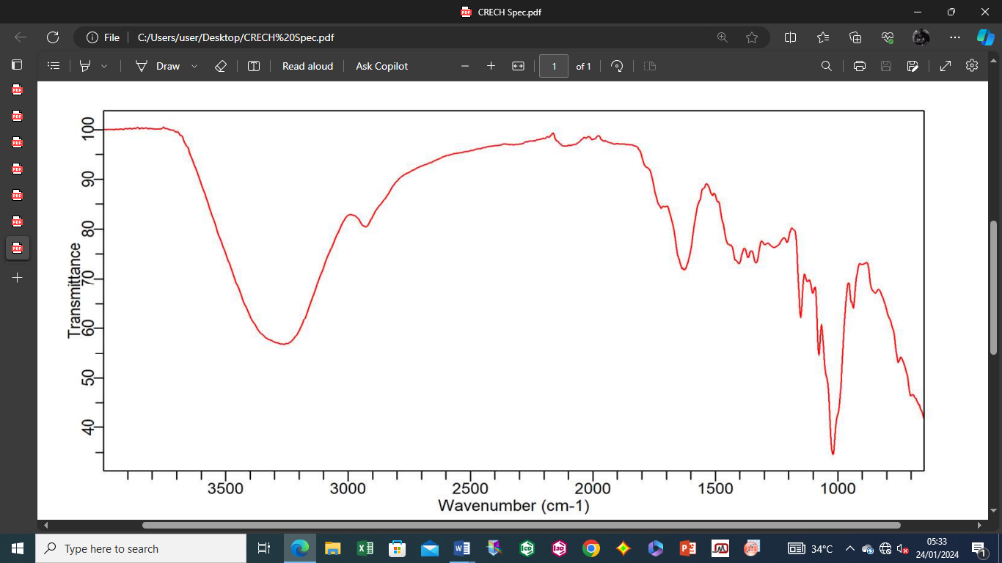 CRECH Spec.pdf
File C:/Users/user/Desktop/CRECH%20Spec.pdf
Draw Read aloud Ask Copilot 1 of 1
100
90
80
70
60
50
40
Transmittance
3500 3000 2500 2000 1500 1000
Wavenumber (cm-1)
Type here to search 34°C 05:33
24/01/2024